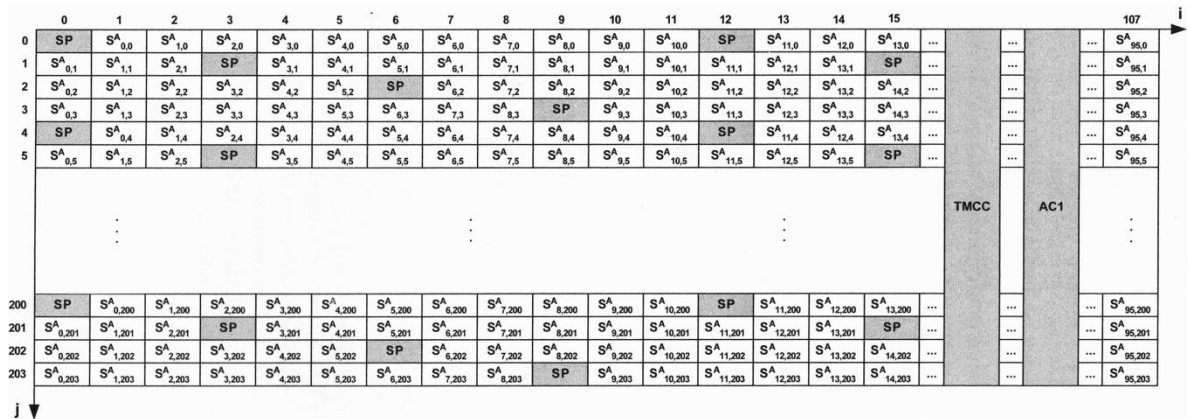 i
0 1 2 3 4 5 6 7 8 9 10 11 12 13 14 15 107
0 SP S^A_0,0 S^A_1,0 S^A_2,0 S^A_3,0 S^A_4,0 S^A_5,0 S^A_6,0 S^A_7,0 S^A_8,0 S^A_9,0 S^A_10,0 SP S^A_11,0 S^A_12,0 S^A_13,0 ... ... ... S^A_95,0
1 S^A_0,1 S^A_1,1 S^A_2,1 SP S^A_3,1 S^A_4,1 S^A_5,1 S^A_6,1 S^A_7,1 S^A_8,1 S^A_9,1 S^A_10,1 S^A_11,1 S^A_12,1 S^A_13,1 SP ... ... ... S^A_95,1
2 S^A_0,2 S^A_1,2 S^A_2,2 S^A_3,2 S^A_4,2 S^A_5,2 SP S^A_6,2 S^A_7,2 S^A_8,2 S^A_9,2 S^A_10,2 S^A_11,2 S^A_12,2 S^A_13,2 S^A_14,2 ... ... ... S^A_95,2
3 S^A_0,3 S^A_1,3 S^A_2,3 S^A_3,3 S^A_4,3 S^A_5,3 S^A_6,3 S^A_7,3 S^A_8,3 SP S^A_9,3 S^A_10,3 S^A_11,3 S^A_12,3 S^A_13,3 S^A_14,3 ... ... ... S^A_95,3
4 SP S^A_0,4 S^A_1,4 S^A_2,4 S^A_3,4 S^A_4,4 S^A_5,4 S^A_6,4 S^A_7,4 S^A_8,4 S^A_9,4 S^A_10,4 SP S^A_11,4 S^A_12,4 S^A_13,4 ... ... ... S^A_95,4
5 S^A_0,5 S^A_1,5 S^A_2,5 SP S^A_3,5 S^A_4,5 S^A_5,5 S^A_6,5 S^A_7,5 S^A_8,5 S^A_9,5 S^A_10,5 S^A_11,5 S^A_12,5 S^A_13,5 SP ... ... ... S^A_95,5
TMCC AC1
200 SP S^A_0,200 S^A_1,200 S^A_2,200 S^A_3,200 S^A_4,200 S^A_5,200 S^A_6,200 S^A_7,200 S^A_8,200 S^A_9,200 S^A_10,200 SP S^A_11,200 S^A_12,200 S^A_13,200 ... ... ... S^A_95,200
201 S^A_0,201 S^A_1,201 S^A_2,201 SP S^A_3,201 S^A_4,201 S^A_5,201 S^A_6,201 S^A_7,201 S^A_8,201 S^A_9,201 S^A_10,201 S^A_11,201 S^A_12,201 S^A_13,201 SP ... ... ... S^A_95,201
202 S^A_0,202 S^A_1,202 S^A_2,202 S^A_3,202 S^A_4,202 S^A_5,202 SP S^A_6,202 S^A_7,202 S^A_8,202 S^A_9,202 S^A_10,202 S^A_11,202 S^A_12,202 S^A_13,202 S^A_14,202 ... ... ... S^A_95,202
203 S^A_0,203 S^A_1,203 S^A_2,203 S^A_3,203 S^A_4,203 S^A_5,203 S^A_6,203 S^A_7,203 S^A_8,203 SP S^A_9,203 S^A_10,203 S^A_11,203 S^A_12,203 S^A_13,203 S^A_14,203 ... ... ... S^A_95,203
j